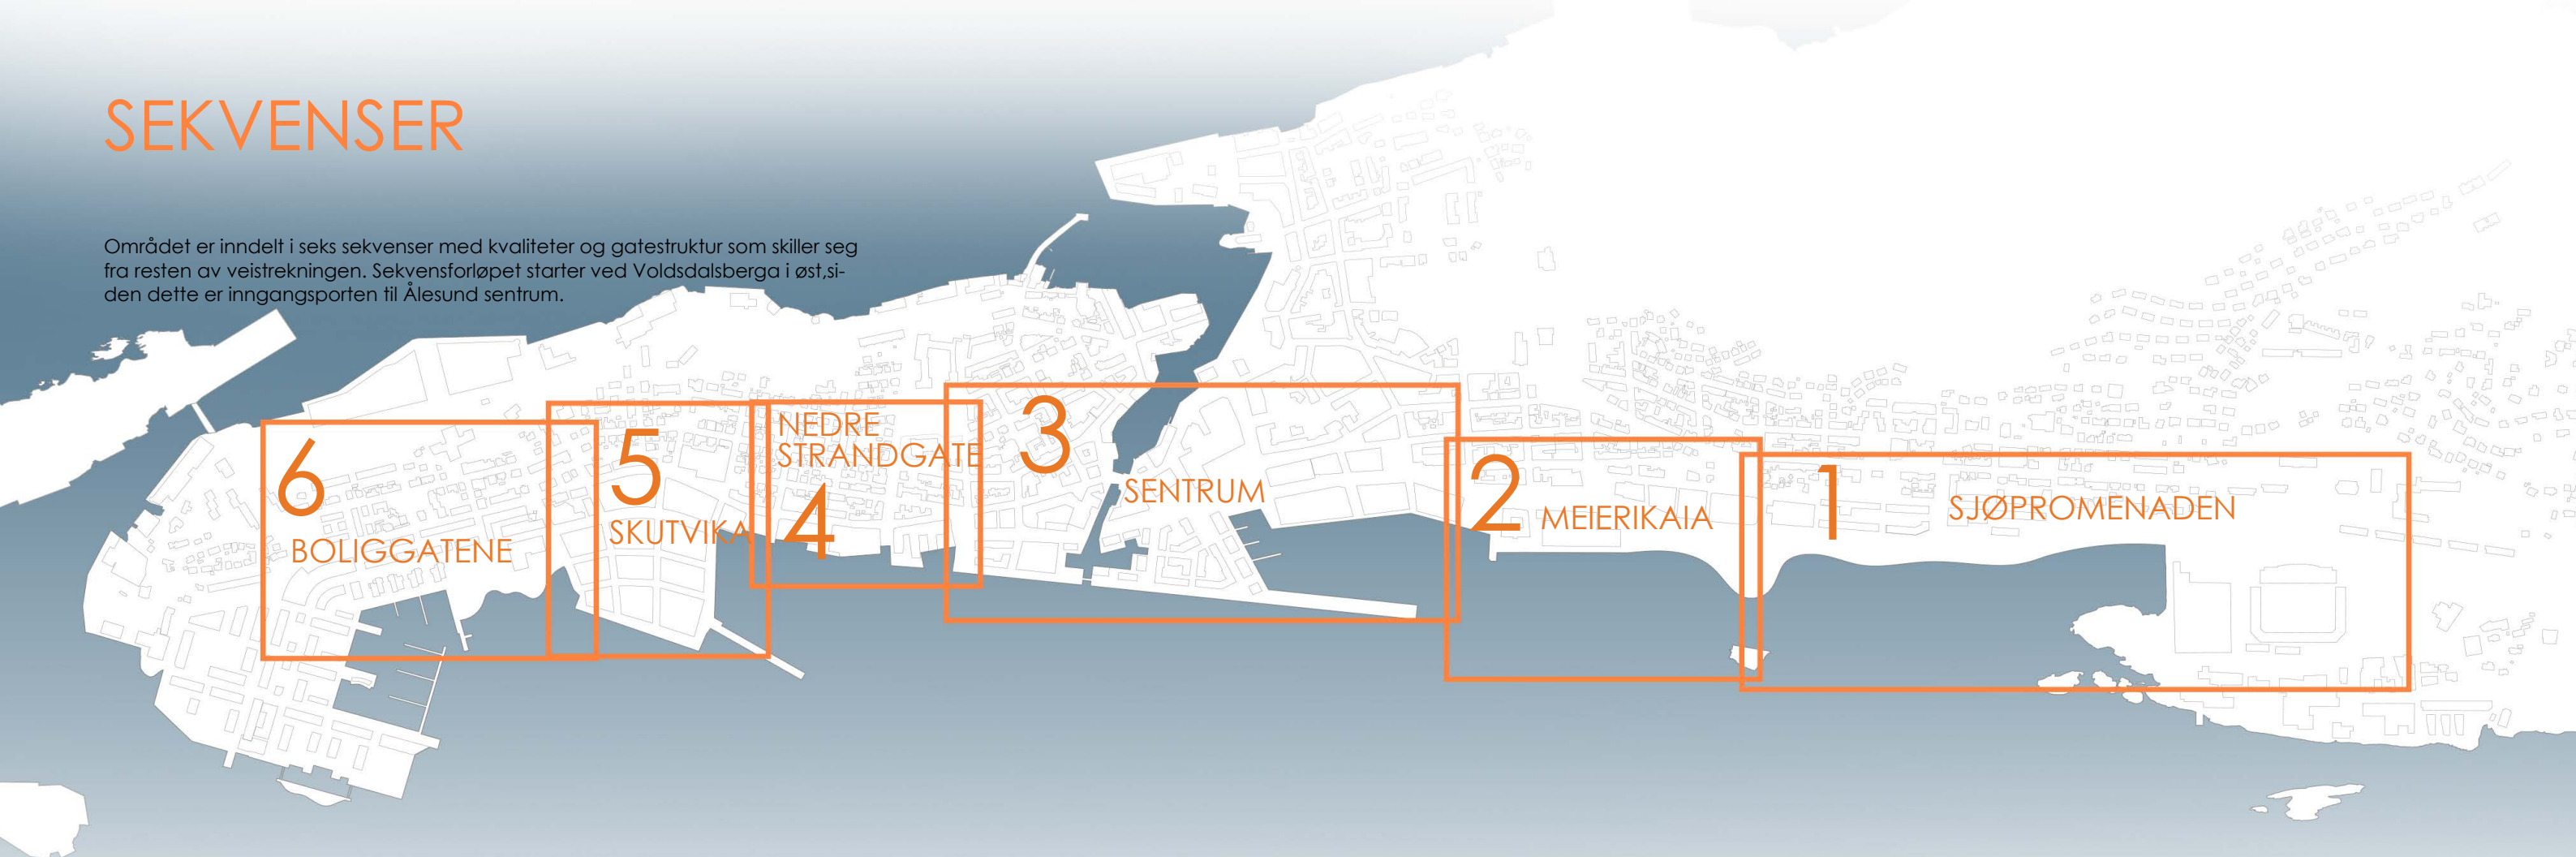 SEKVENSER
Området er inndelt i seks sekvenser med kvaliteter og gatestruktur som skiller seg
fra resten av veistrekningen. Sekvensforløpet starter ved Voldsdalsberga i øst,si-
den dette er inngangsporten til Ålesund sentrum.
6
BOLIGGATENE
5
SKUTVIKA
NEDRE
STRANDGATE
4
3
SENTRUM
2
MEIERIKAIA
1
SJØPROMENADEN